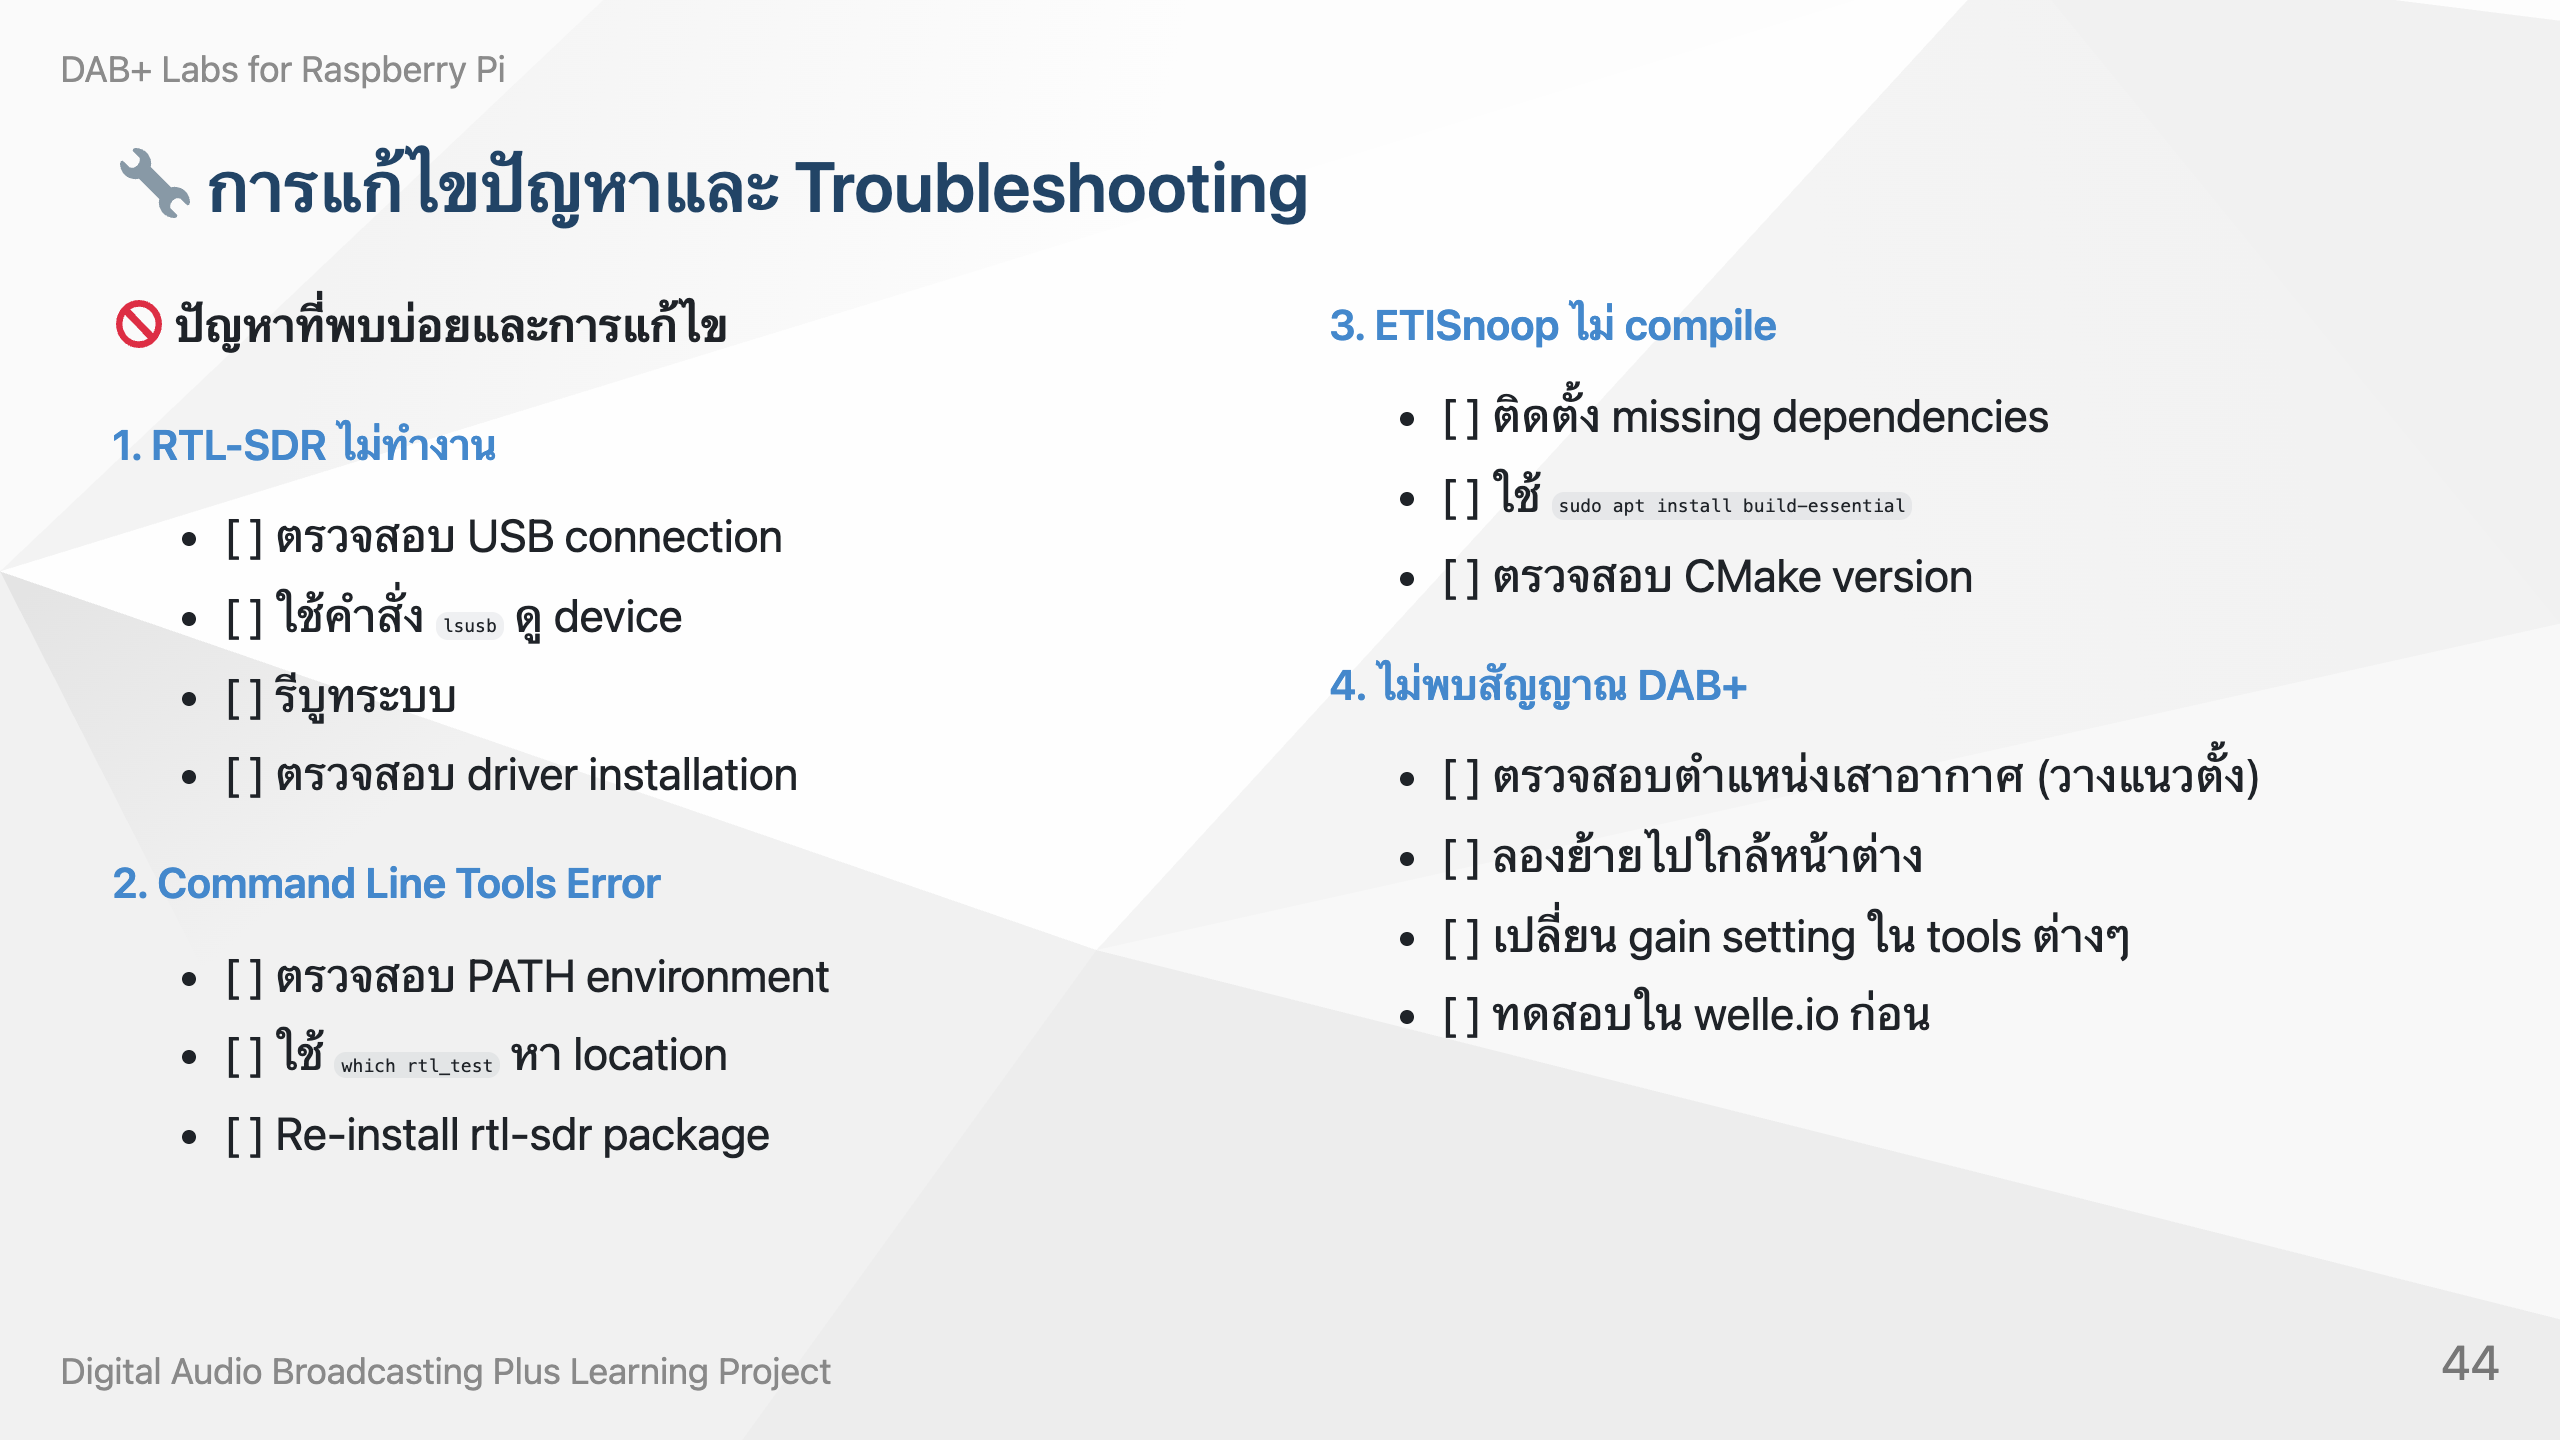 DAB+ Labs for Raspberry Pi
🔧 การแก้ไขปัญหาและ Troubleshooting
🚫 ปัญหาที่พบบ่อยและการแก้ไข
1. RTL-SDR ไม่ทำงาน
• [ ] ตรวจสอบ USB connection
• [ ] ใช้คำสั่ง lsusb ดู device
• [ ] รีบูทระบบ
• [ ] ตรวจสอบ driver installation
2. Command Line Tools Error
• [ ] ตรวจสอบ PATH environment
• [ ] ใช้ which rtl_test หา location
• [ ] Re-install rtl-sdr package
3. ETISnoop ไม่ compile
• [ ] ติดตั้ง missing dependencies
• [ ] ใช้ sudo apt install build-essential
• [ ] ตรวจสอบ CMake version
4. ไม่พบสัญญาณ DAB+
• [ ] ตรวจสอบตำแหน่งเสาอากาศ (วางแนวตั้ง)
• [ ] ลองย้ายไปใกล้หน้าต่าง
• [ ] เปลี่ยน gain setting ใน tools ต่างๆ
• [ ] ทดสอบใน welle.io ก่อน
Digital Audio Broadcasting Plus Learning Project
44